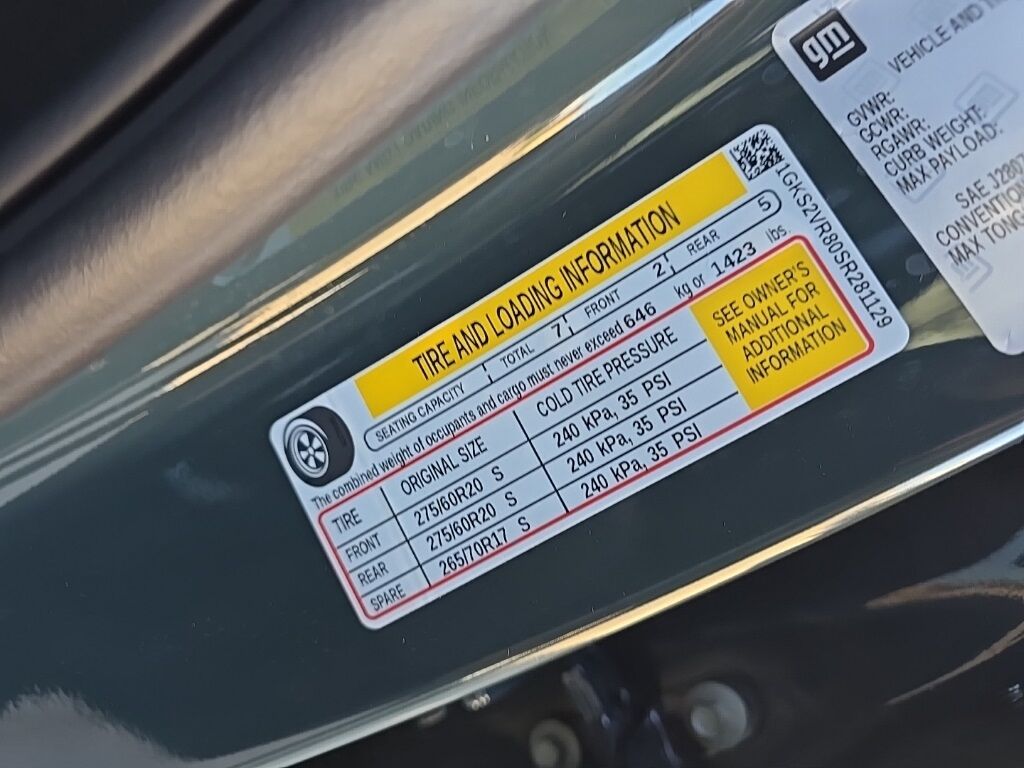 TIRE AND LOADING INFORMATION
SEATING CAPACITY TOTAL 7 FRONT 2 REAR 5
The combined weight of occupants and cargo must never exceed 646 kg or 1423 lbs.
TIRE ORIGINAL SIZE COLD TIRE PRESSURE
FRONT 275/60R20 S 240 kPa, 35 PSI
REAR 275/60R20 S 240 kPa, 35 PSI
SPARE 265/70R17 S 240 kPa, 35 PSI
SEE OWNER'S
MANUAL FOR
ADDITIONAL
INFORMATION
1GKS2VR80SR281129
gm
VEHICLE AND
GVWR:
GCWR:
RGAWR:
CURB WEIGHT:
MAX PAYLOAD:
SAE J2807
CONVENTION
MAX TONG